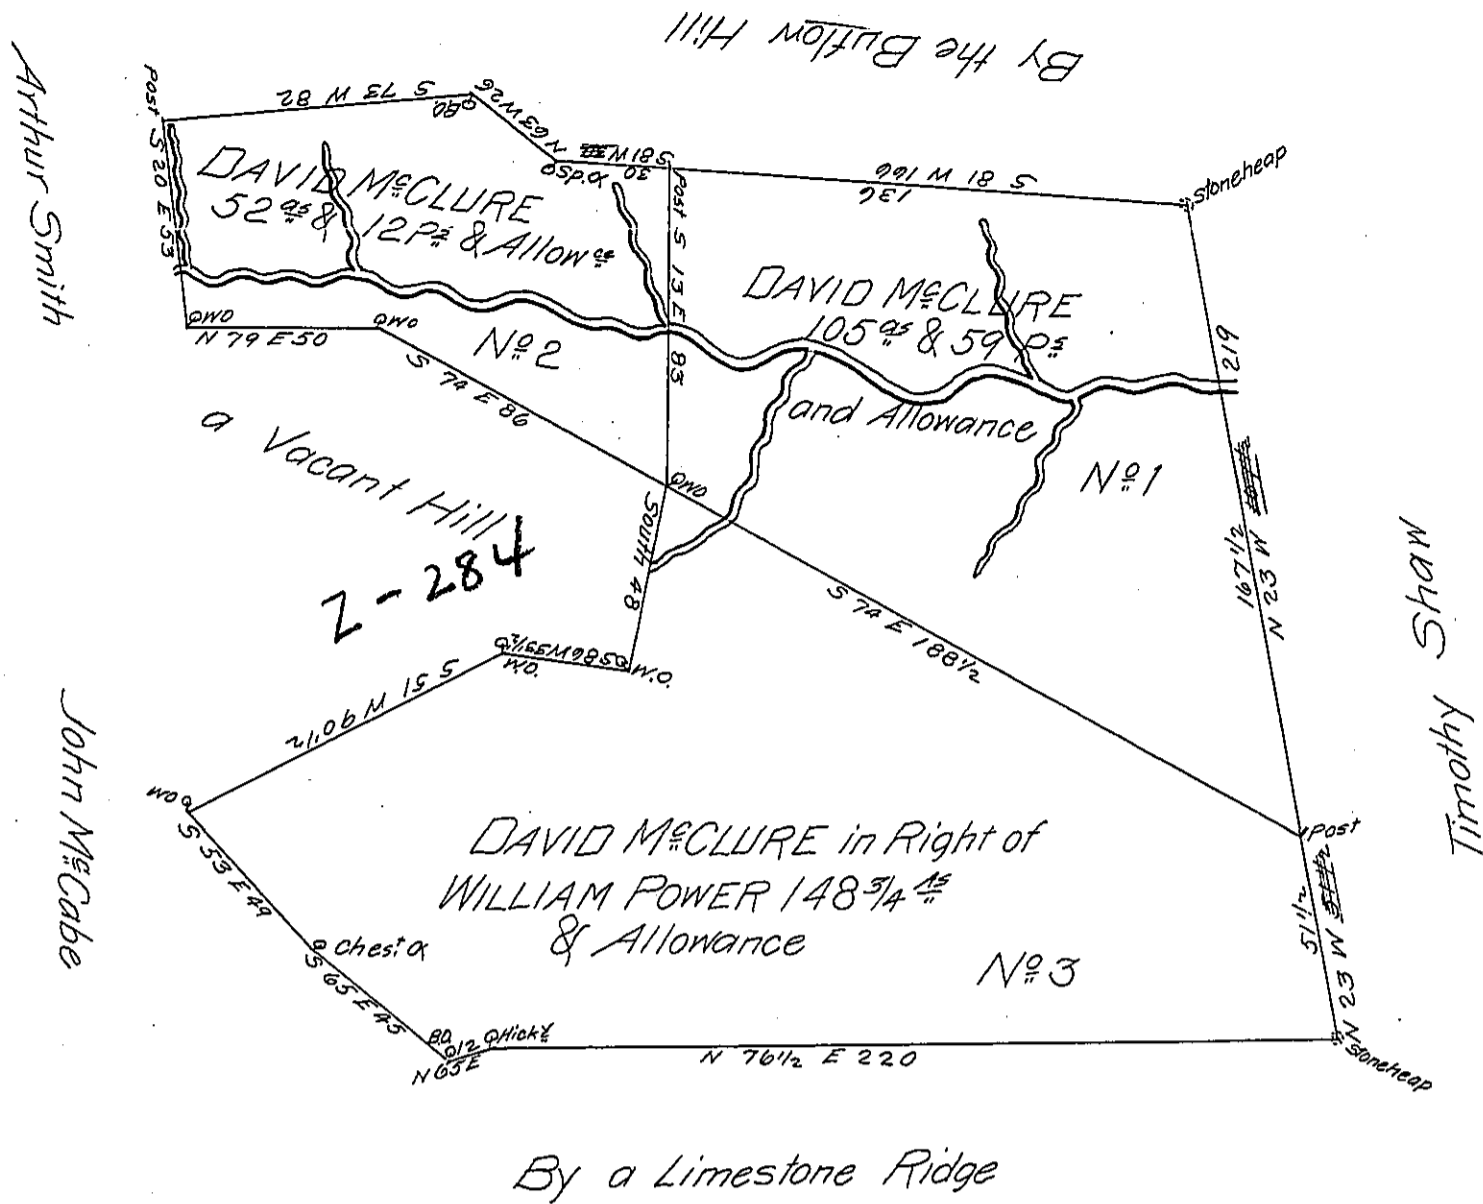 By the Buflow Hill
Arthur Smith
Post S 20 E 53
S 73 W 82
BO
N 63 W 26
Sp.O
S 81 W 30
S 81 W 166
136
stoneheap
DAVID McCLURE
52 as & 12 Ps & Allowce
No 2
Post S 13 E 83
DAVID McCLURE
105 as & 59 Ps
and Allowance
No 1
219
167 1/2
N 23 W
WO
N 79 E 50
WO
S 74 E 86
WO
a Vacant Hill
Z-284
South 48
S 74 E 188 1/2
Timothy Shaw
W.O.
S 86 W 33 1/2
W.O.
S 51 W 90 1/2
WO
John McCabe
S 53 E 49
Chest. O
S 65 E 45
B.O.
12
N 65 E
Hicky
DAVID McCLURE in Right of
WILLIAM POWER 148 3/4 As
& Allowance
No 3
Post
51 1/2
N 23 W
stoneheap
N 76 1/2 E 220
By a Limestone Ridge